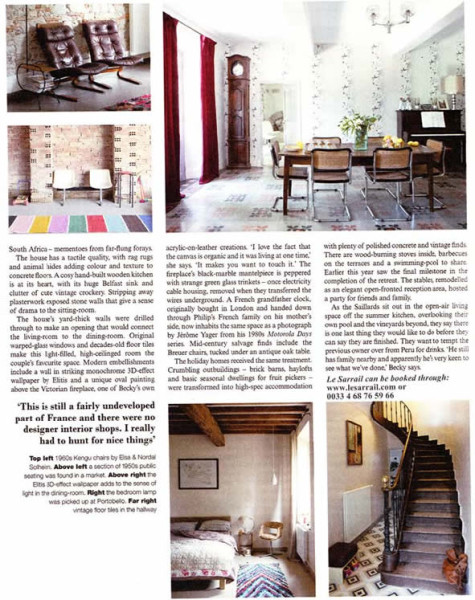 South Africa – mementoes from far-flung forays.
The house has a tactile quality, with rag rugs
and animal hides adding colour and texture to
concrete floors. A cosy hand-built wooden kitchen
is at its heart, with its huge Belfast sink and
clutter of cute vintage crockery. Stripping away
plasterwork exposed stone walls that give a sense
of drama to the sitting-room.
The house's yard-thick walls were drilled
through to make an opening that would connect
the living-room to the dining-room. Original
warped-glass windows and decades-old floor tiles
make this light-filled, high-ceilinged room the
couple's favourite space. Modern embellishments
include a wall in striking monochrome 3D-effect
wallpaper by Elitis and a unique oval painting
above the Victorian fireplace, one of Becky's own
'This is still a fairly undeveloped
part of France and there were no
designer interior shops. I really
had to hunt for nice things'
Top left 1960s Kengu chairs by Elsa & Nordal
Solheim. Above left a section of 1950s public
seating was found in a market. Above right the
Elitis 3D-effect wallpaper adds to the sense of
light in the dining-room. Right the bedroom lamp
was picked up at Portobello. Far right
vintage floor tiles in the hallway
acrylic-on-leather creations. 'I love the fact that
the canvas is organic and it was living at one time,'
she says. 'It makes you want to touch it.' The
fireplace's black-marble mantelpiece is peppered
with strange green glass trinkets – once electricity
cable housing, removed when they transferred the
wires underground. A French grandfather clock,
originally bought in London and handed down
through Philip's French family on his mother's
side, now inhabits the same space as a photograph
by Jérôme Yager from his 1990s Motorola Days
series. Mid-century salvage finds include the
Breuer chairs, tucked under an antique oak table.
The holiday homes received the same treatment.
Crumbling outbuildings – brick barns, haylofts
and basic seasonal dwellings for fruit pickers –
were transformed into high-spec accommodation
with plenty of polished concrete and vintage finds.
There are wood-burning stoves inside, barbecues
on the terraces and a swimming-pool to share.
Earlier this year saw the final milestone in the
completion of the retreat. The stables, remodelled
as an elegant open-fronted reception area, hosted
a party for friends and family.
As the Saillards sit out in the open-air living
space off the summer kitchen, overlooking their
own pool and the vineyards beyond, they say there
is one last thing they would like to do before they
can say they are finished. They want to tempt the
previous owner over from Peru for drinks. 'He still
has family nearby and apparently he's very keen to
see what we've done,' Becky says.
Le Sarrail can be booked through:
www.lesarrail.com or
0033 4 68 76 59 66